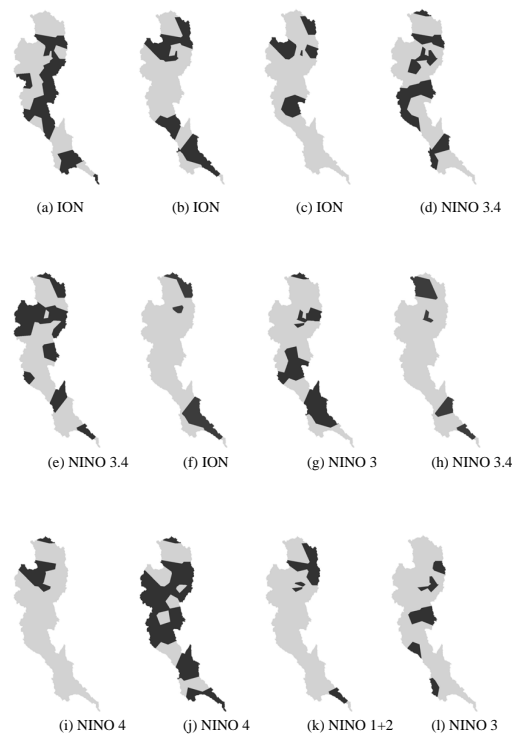 (a) ION (b) ION (c) ION (d) NINO 3.4
(e) NINO 3.4 (f) ION (g) NINO 3 (h) NINO 3.4
(i) NINO 4 (j) NINO 4 (k) NINO 1+2 (l) NINO 3